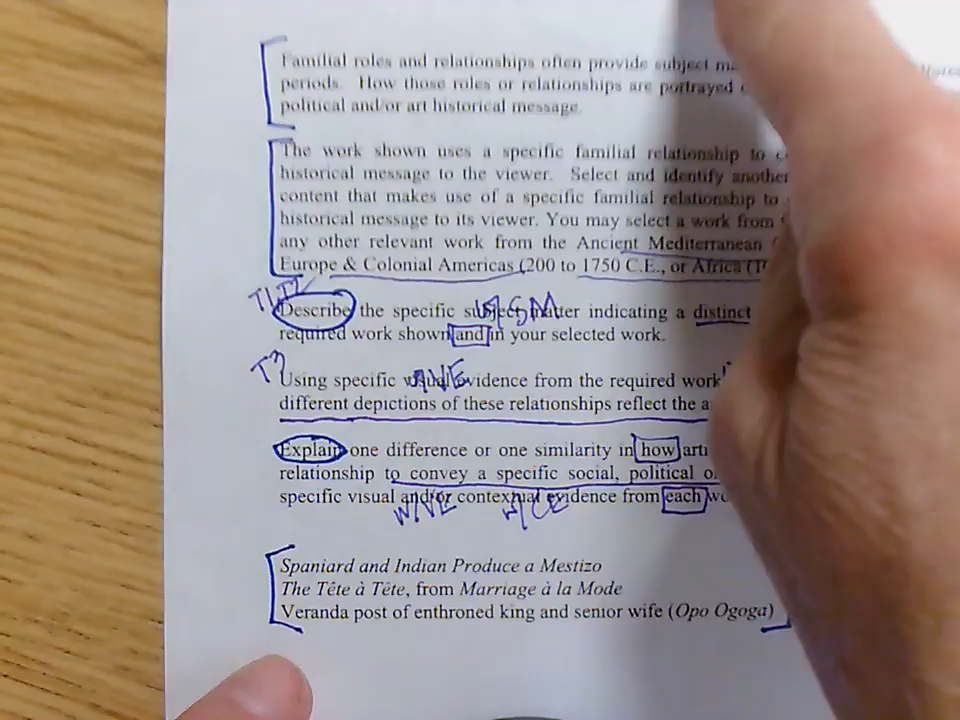 Familial roles and relationships often provide subject
periods. How those roles or relationships are portrayed
political and/or art historical message.
The work shown uses a specific familial relationship to
historical message to the viewer. Select and identify another
content that makes use of a specific familial relationship to
historical message to its viewer. You may select a work from
any other relevant work from the Ancient Mediterranean
Europe & Colonial Americas (200 to 1750 C.E., or Africa
Describe the specific subject matter indicating a distinct
required work shown and in your selected work.
T3
Using specific visual evidence from the required work
different depictions of these relationships reflect the
Explain one difference or one similarity in how
relationship to convey a specific social, political
specific visual and/or contextual evidence from each
W/VE W/CE
Spaniard and Indian Produce a Mestizo
The Tête à Tête, from Marriage à la Mode
Veranda post of enthroned king and senior wife (Opo Ogoga)